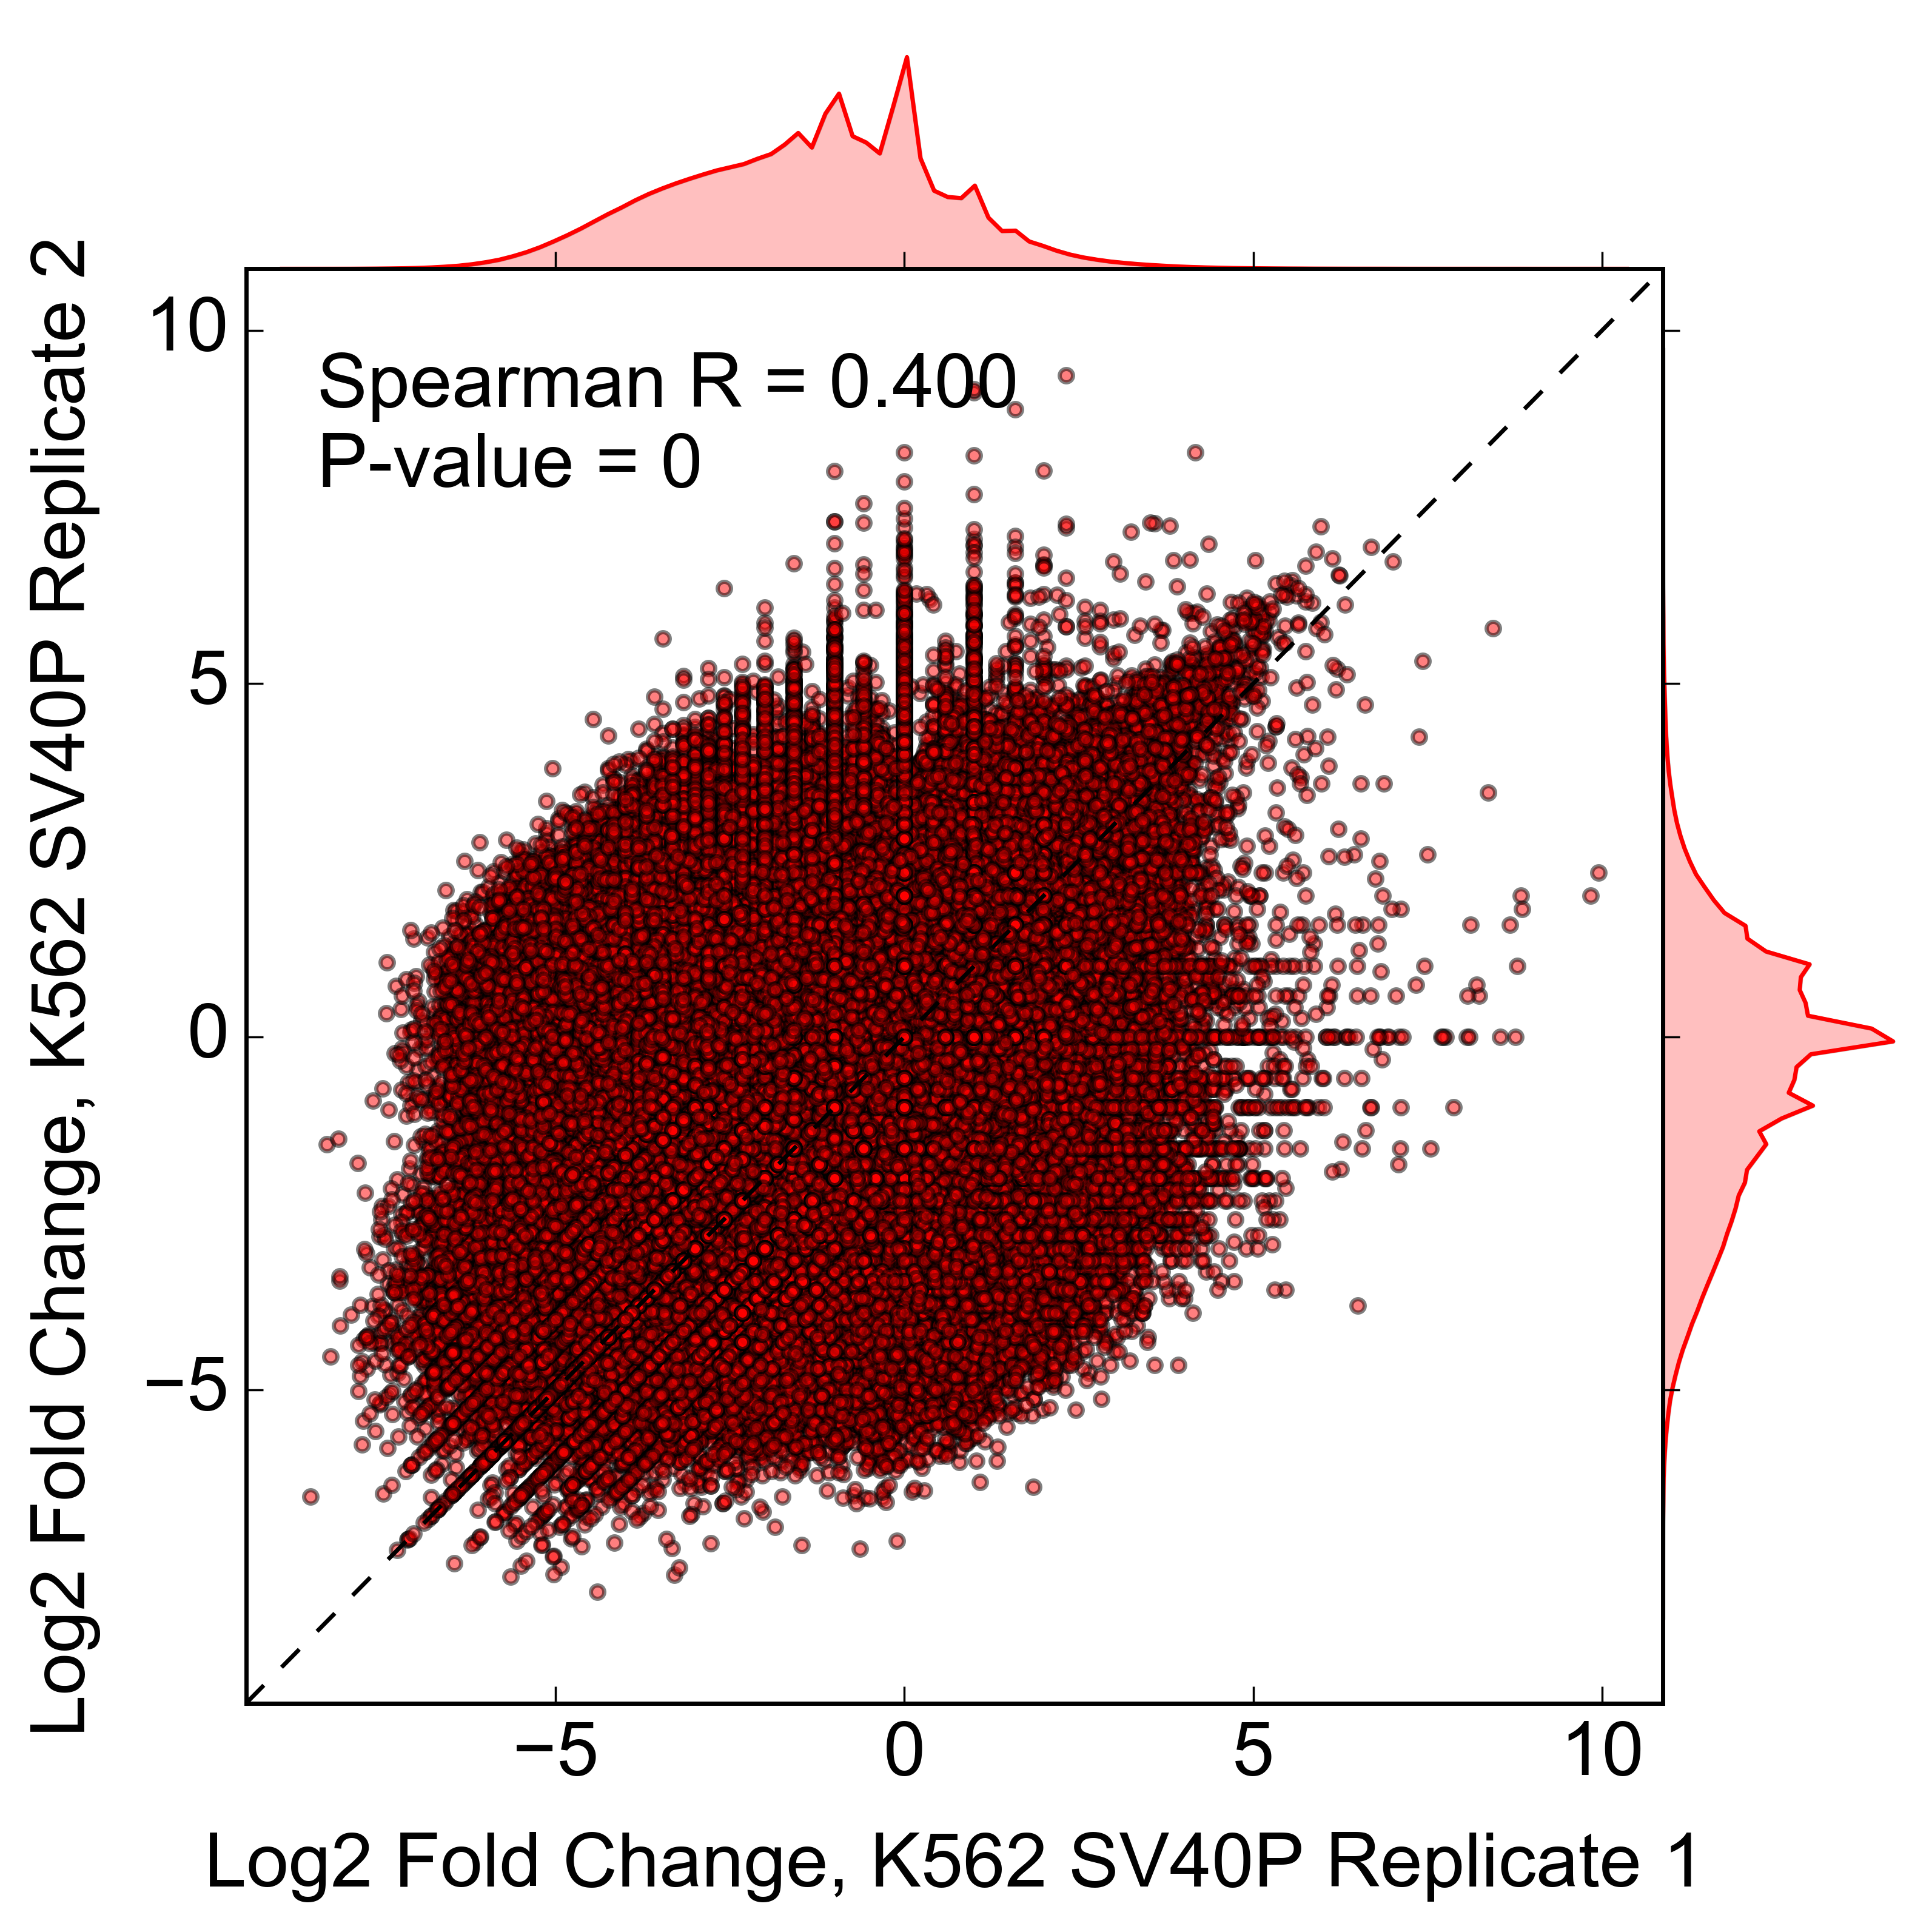 Spearman R = 0.400
P-value = 0
10
5
0
−5
−5
0
5
10
Log2 Fold Change, K562 SV40P Replicate 2
Log2 Fold Change, K562 SV40P Replicate 1